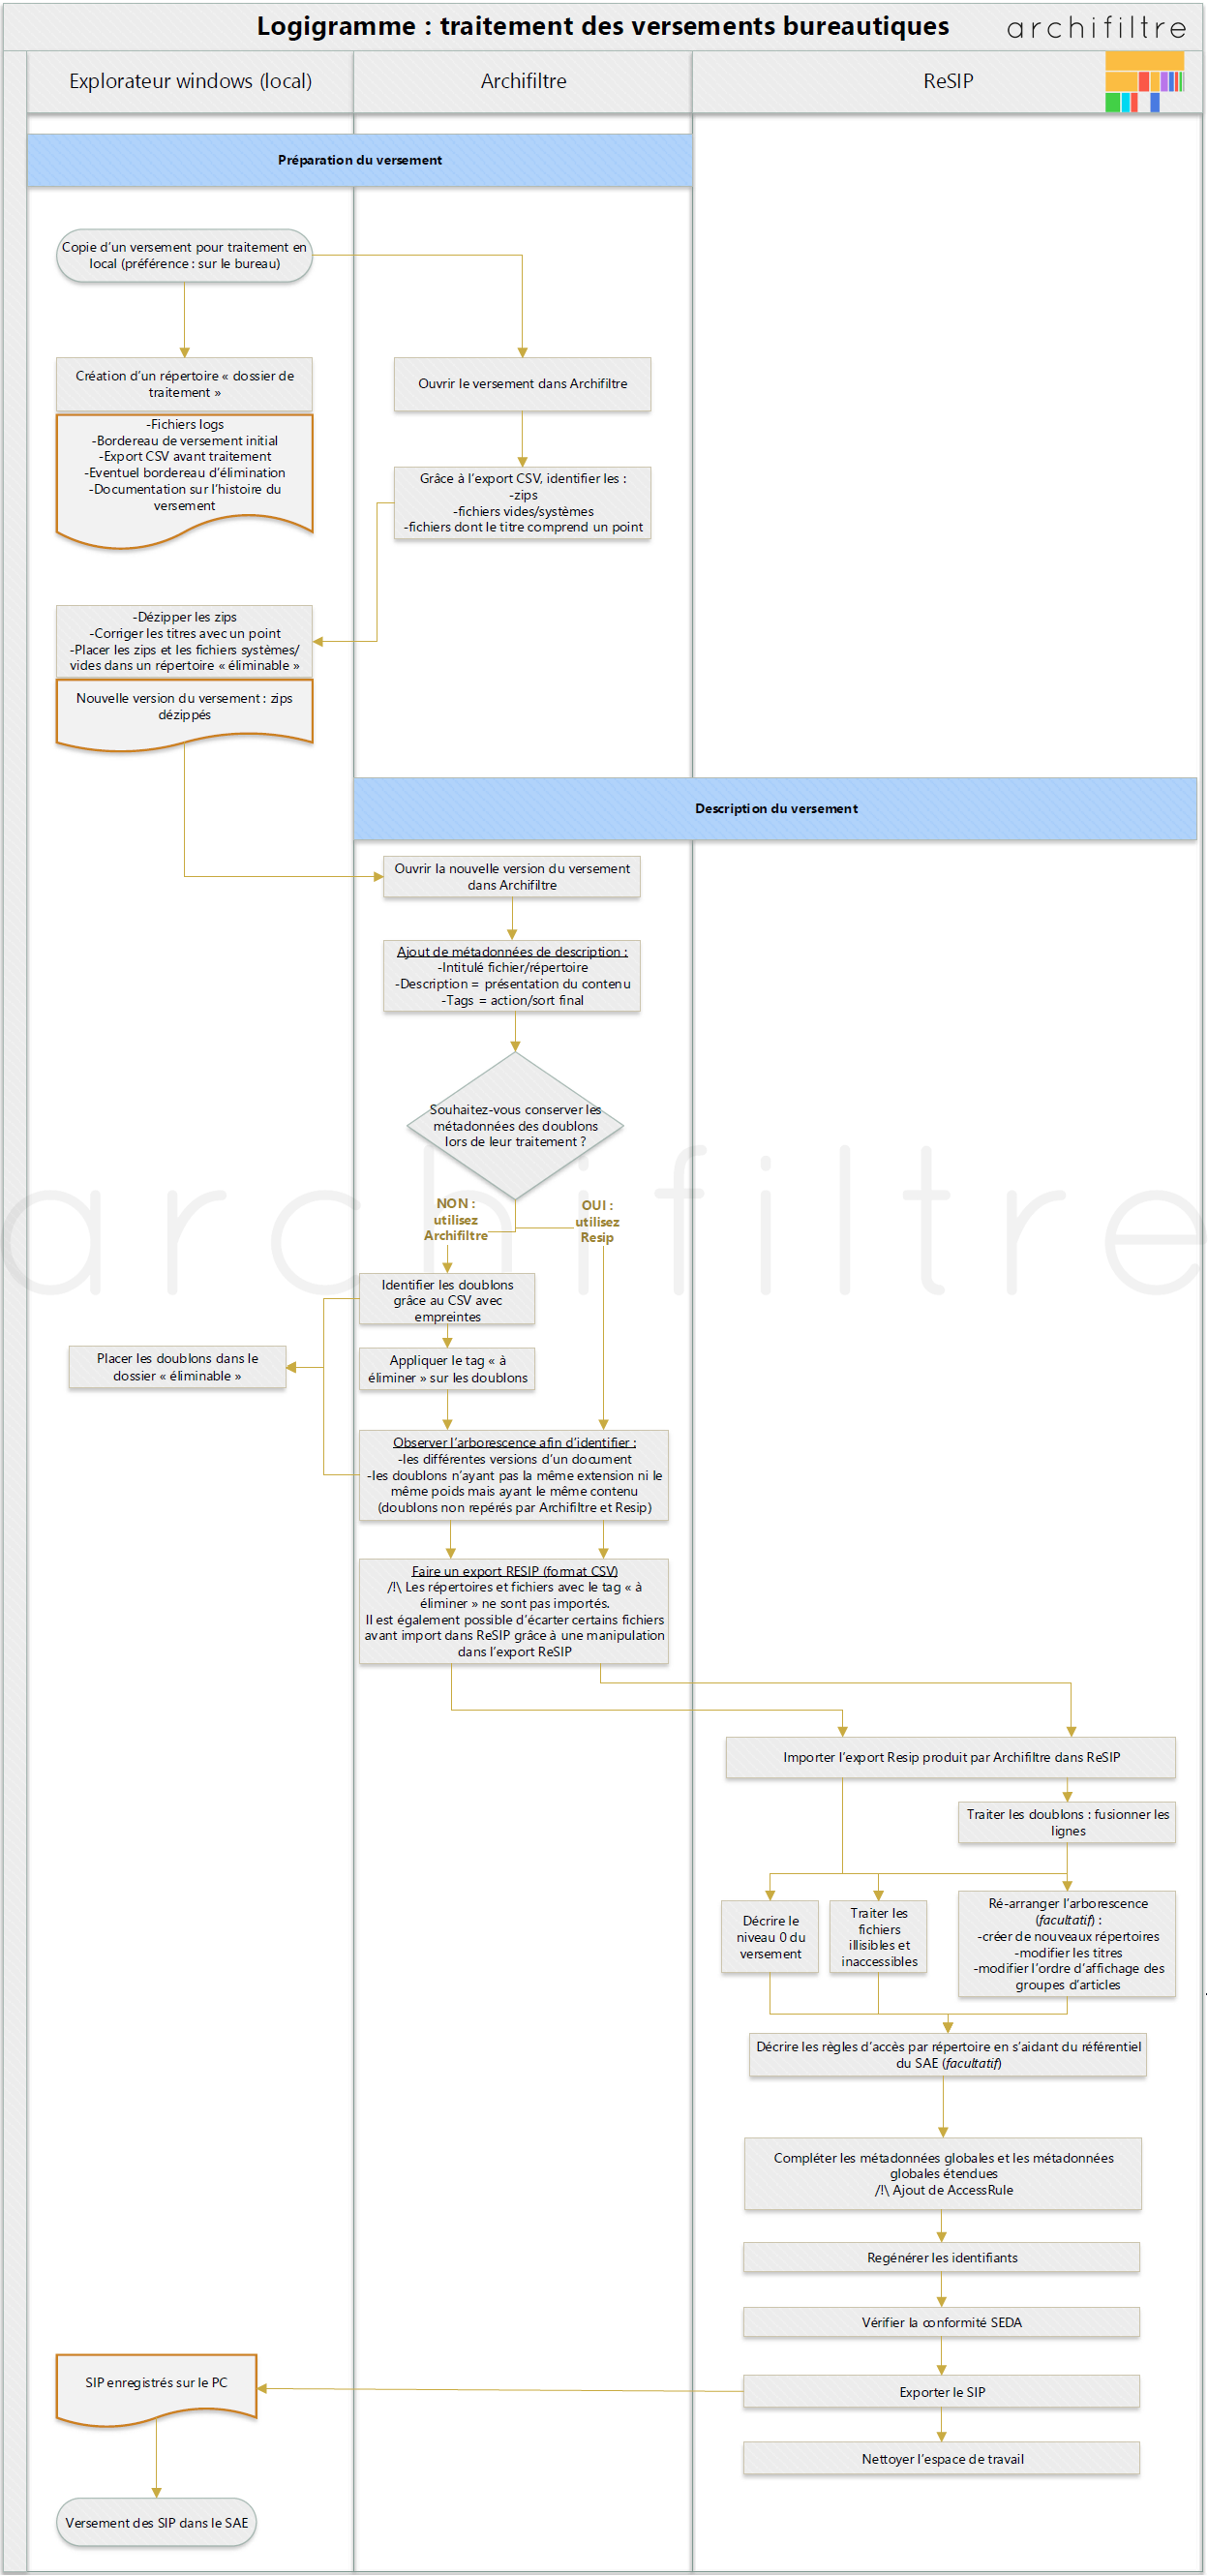 Logigramme : traitement des versements bureautiques
archifiltre
Explorateur windows (local)
Archifiltre
ReSIP
Préparation du versement
Copie d'un versement pour traitement en
local (préférence : sur le bureau)
Création d'un répertoire « dossier de
traitement »
Ouvrir le versement dans Archifiltre
-Fichiers logs
-Bordereau de versement initial
-Export CSV avant traitement
-Eventuel bordereau d'élimination
-Documentation sur l'histoire du
versement
Grâce à l'export CSV, identifier les :
-zips
-fichiers vides/systèmes
-fichiers dont le titre comprend un point
-Dézipper les zips
-Corriger les titres avec un point
-Placer les zips et les fichiers systèmes/
vides dans un répertoire « éliminable »
Nouvelle version du versement : zips
dézippés
Description du versement
Ouvrir la nouvelle version du versement
dans Archifiltre
Ajout de métadonnées de description :
-Intitulé fichier/répertoire
-Description = présentation du contenu
-Tags = action/sort final
Souhaitez-vous conserver les
métadonnées des doublons
lors de leur traitement ?
archifiltre
NON :
utilisez
Archifiltre
OUI :
utilisez
Resip
Identifier les doublons
grâce au CSV avec
empreintes
Placer les doublons dans le
dossier « éliminable »
Appliquer le tag « à
éliminer » sur les doublons
Observer l'arborescence afin d'identifier :
-les différentes versions d'un document
-les doublons n'ayant pas la même extension ni le
même poids mais ayant le même contenu
(doublons non repérés par Archifiltre et Resip)
Faire un export RESIP (format CSV)
/!\ Les répertoires et fichiers avec le tag « à
éliminer » ne sont pas importés.
Il est également possible d'écarter certains fichiers
avant import dans ReSIP grâce à une manipulation
dans l'export ReSIP
Importer l'export Resip produit par Archifiltre dans ReSIP
Traiter les doublons : fusionner les
lignes
Décrire le
niveau 0 du
versement
Traiter les
fichiers
illisibles et
inaccessibles
Ré-arranger l'arborescence
(facultatif) :
-créer de nouveaux répertoires
-modifier les titres
-modifier l'ordre d'affichage des
groupes d'articles
Décrire les règles d'accès par répertoire en s'aidant du référentiel
du SAE (facultatif)
Compléter les métadonnées globales et les métadonnées
globales étendues
/!\ Ajout de AccessRule
Regénérer les identifiants
Vérifier la conformité SEDA
SIP enregistrés sur le PC
Exporter le SIP
Nettoyer l'espace de travail
Versement des SIP dans le SAE